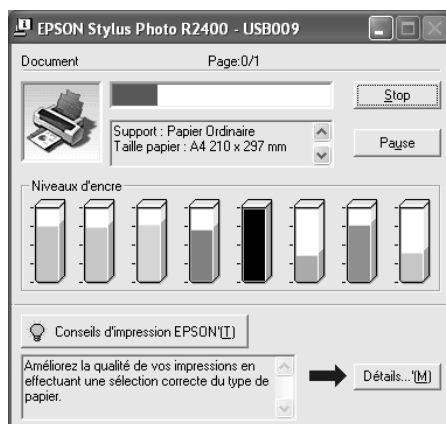 EPSON Stylus Photo R2400 - USB009
Document Page:0/1
Stop
Support : Papier Ordinaire
Taille papier : A4 210 x 297 mm
Pause
Niveaux d'encre
Conseils d'impression EPSON'(T)
Améliorez la qualité de vos impressions en
effectuant une sélection correcte du type de
papier.
Détails...'(M)